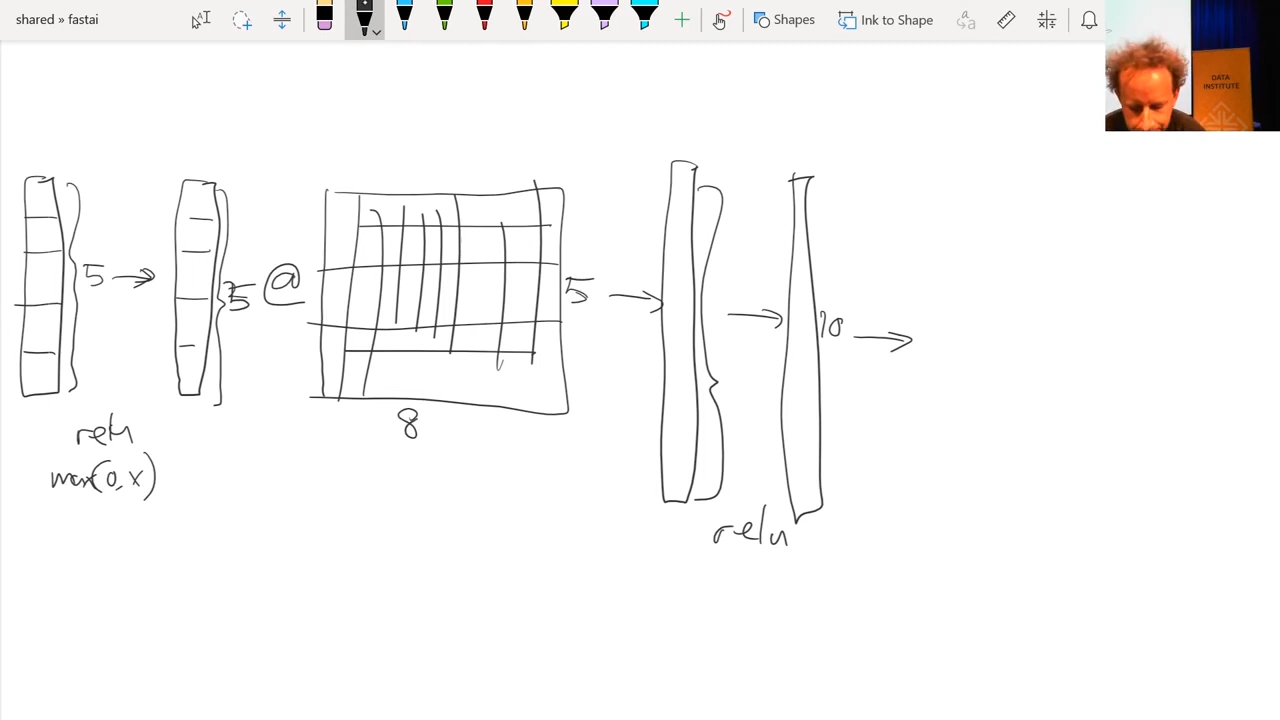 shared » fastai
Shapes
Ink to Shape
DATA
INSTITUTE
5
5
@
5
8
10
relu
max(0,x)
relu